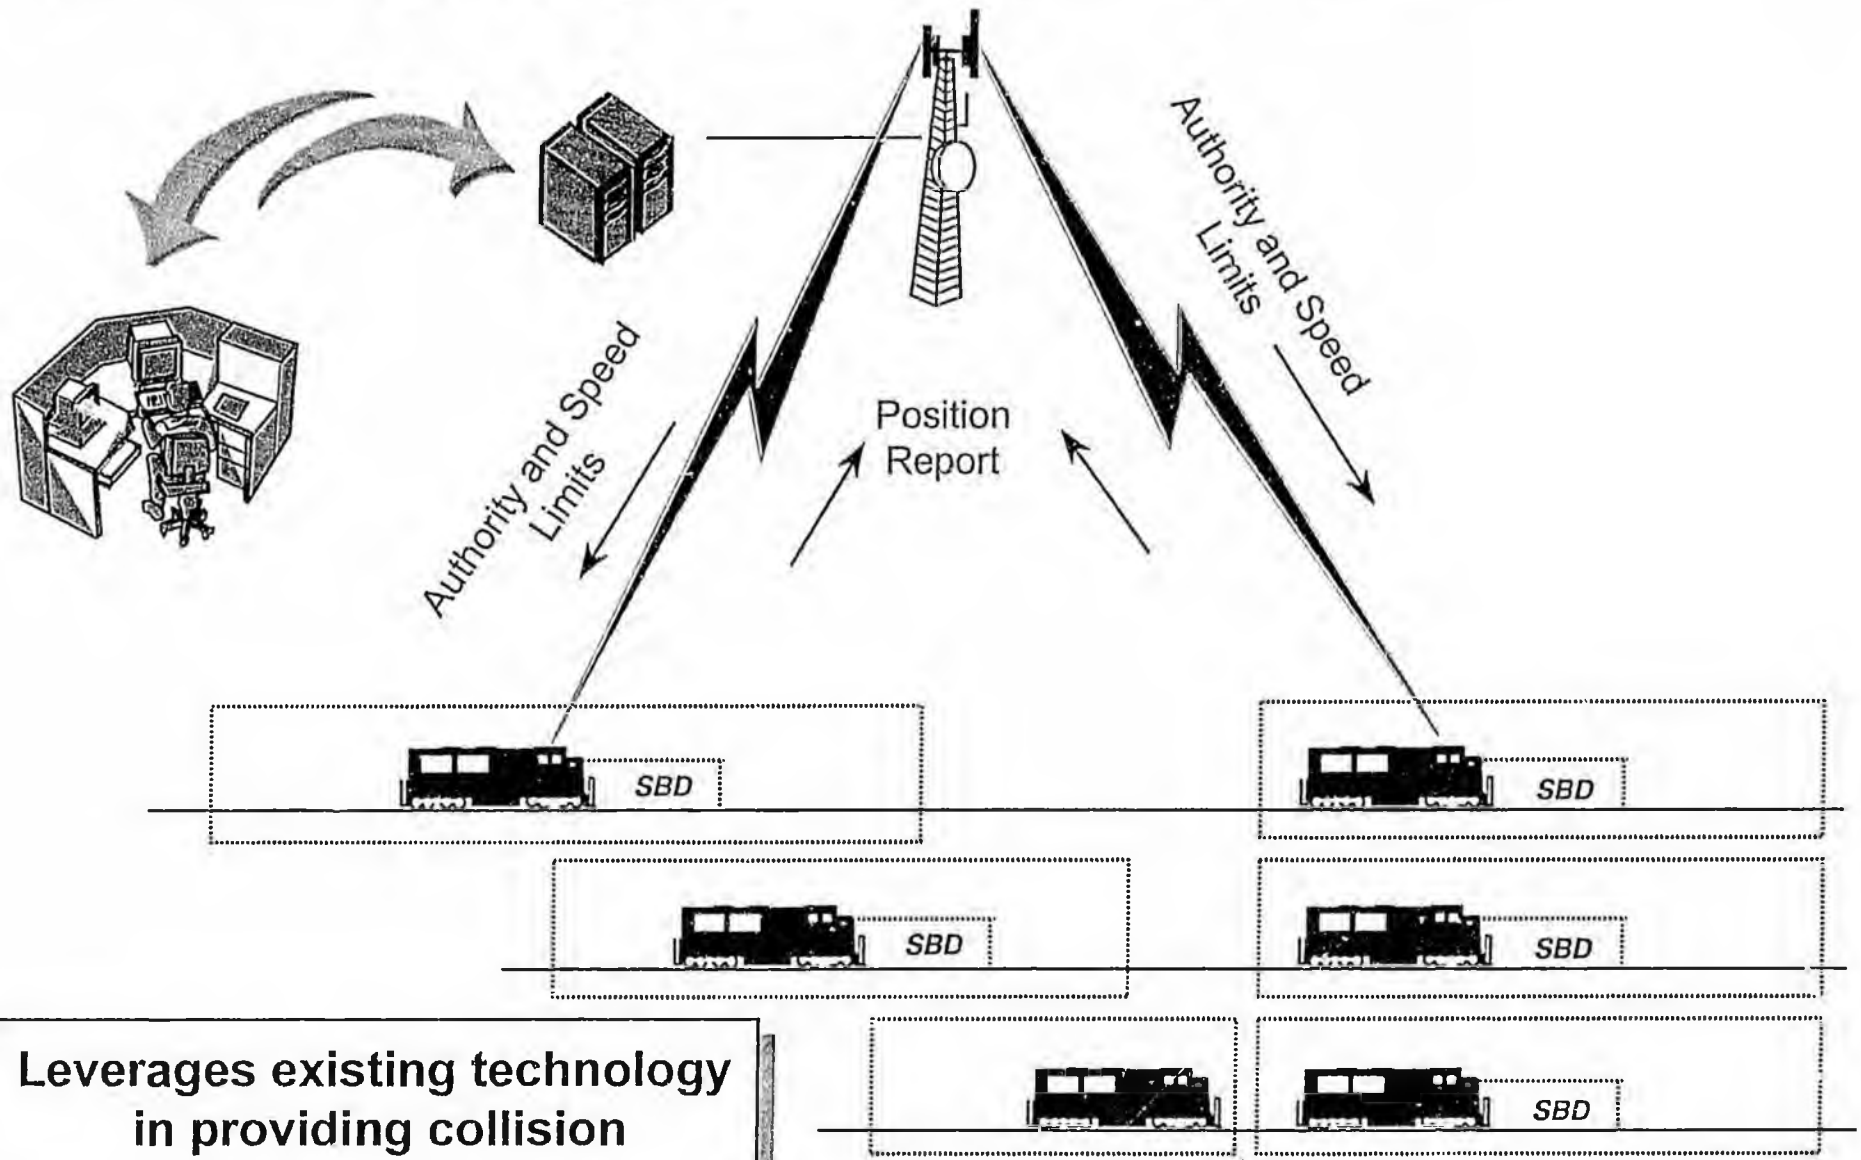 Authority and Speed
Limits
Authority and Speed
Limits
Position
Report
SBD
SBD
SBD
SBD
SBD
Leverages existing technology
in providing collision